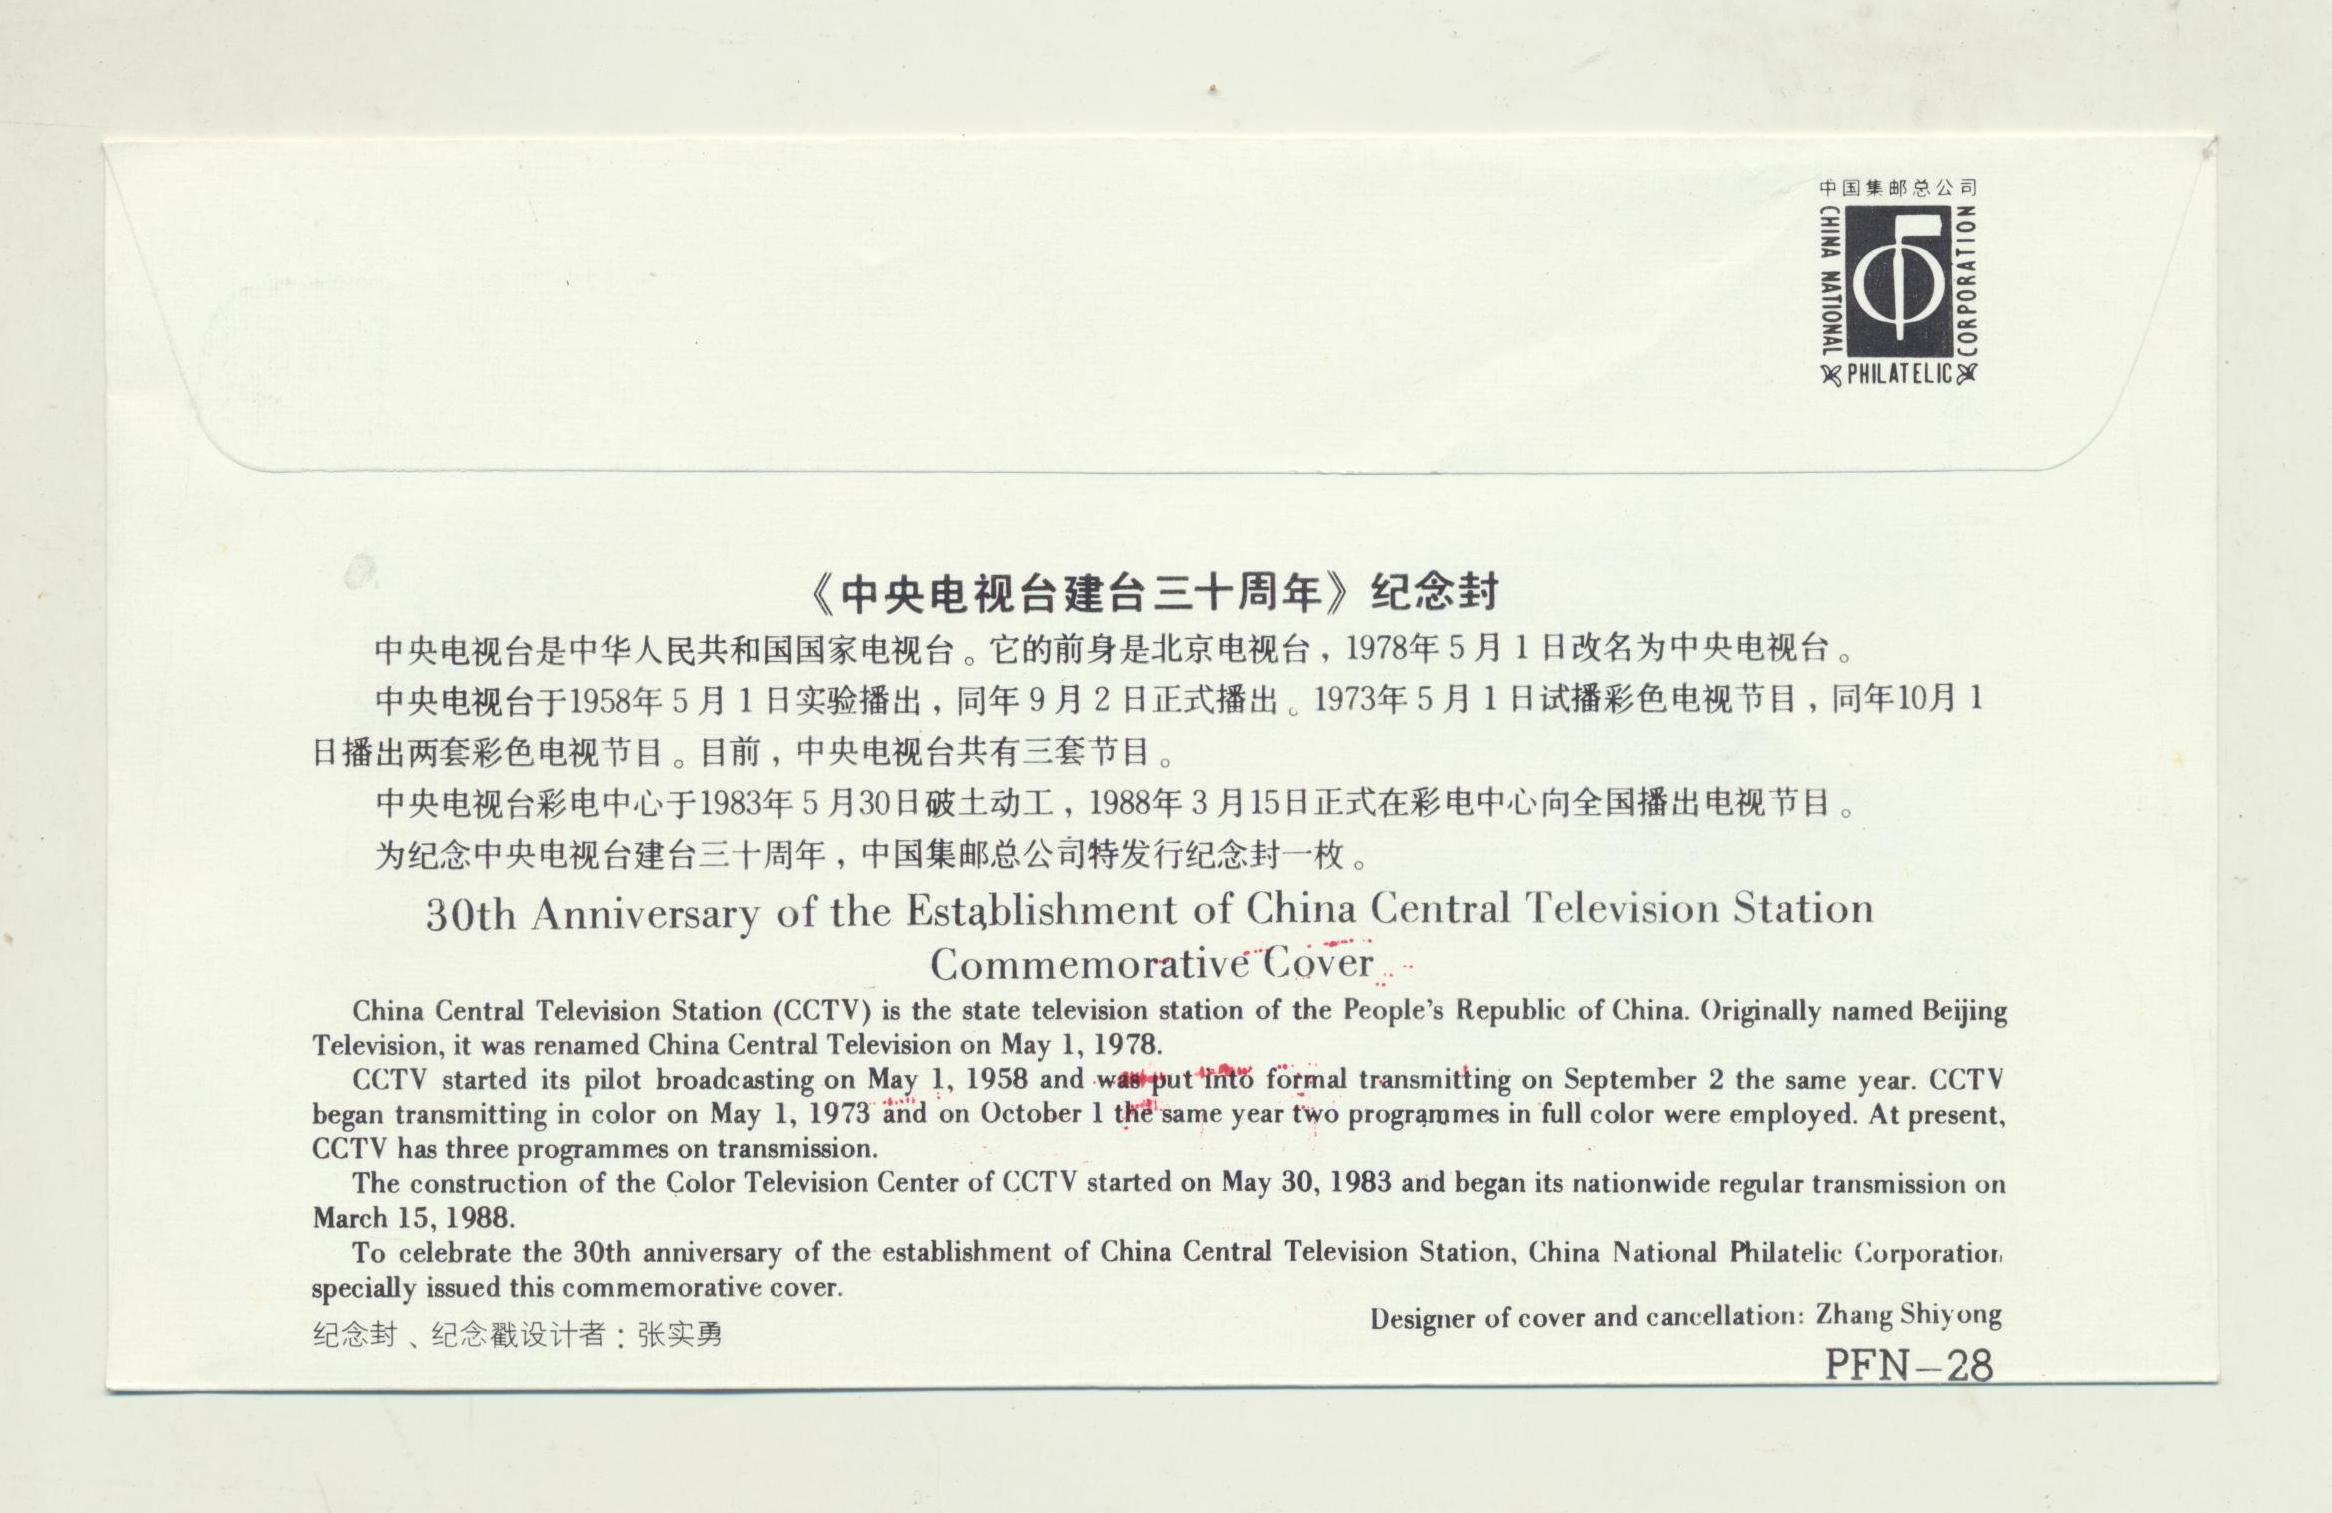 中国集邮总公司
CHINA NATIONAL
PHILATELIC
CORPORATION
《中央电视台建台三十周年》纪念封
中央电视台是中华人民共和国国家电视台。它的前身是北京电视台，1978年5月1日改名为中央电视台。
中央电视台于1958年5月1日实验播出，同年9月2日正式播出。1973年5月1日试播彩色电视节目，同年10月1
日播出两套彩色电视节目。目前，中央电视台共有三套节目。
中央电视台彩电中心于1983年5月30日破土动工，1988年3月15日正式在彩电中心向全国播出电视节目。
为纪念中央电视台建台三十周年，中国集邮总公司特发行纪念封一枚。
30th Anniversary of the Establishment of China Central Television Station
Commemorative Cover
China Central Television Station (CCTV) is the state television station of the People's Republic of China. Originally named Beijing
Television, it was renamed China Central Television on May 1, 1978.
CCTV started its pilot broadcasting on May 1, 1958 and was put into formal transmitting on September 2 the same year. CCTV
began transmitting in color on May 1, 1973 and on October 1 the same year two programmes in full color were employed. At present,
CCTV has three programmes on transmission.
The construction of the Color Television Center of CCTV started on May 30, 1983 and began its nationwide regular transmission on
March 15, 1988.
To celebrate the 30th anniversary of the establishment of China Central Television Station, China National Philatelic Corporation
specially issued this commemorative cover.
Designer of cover and cancellation: Zhang Shiyong
纪念封、纪念戳设计者：张实勇
PFN-28